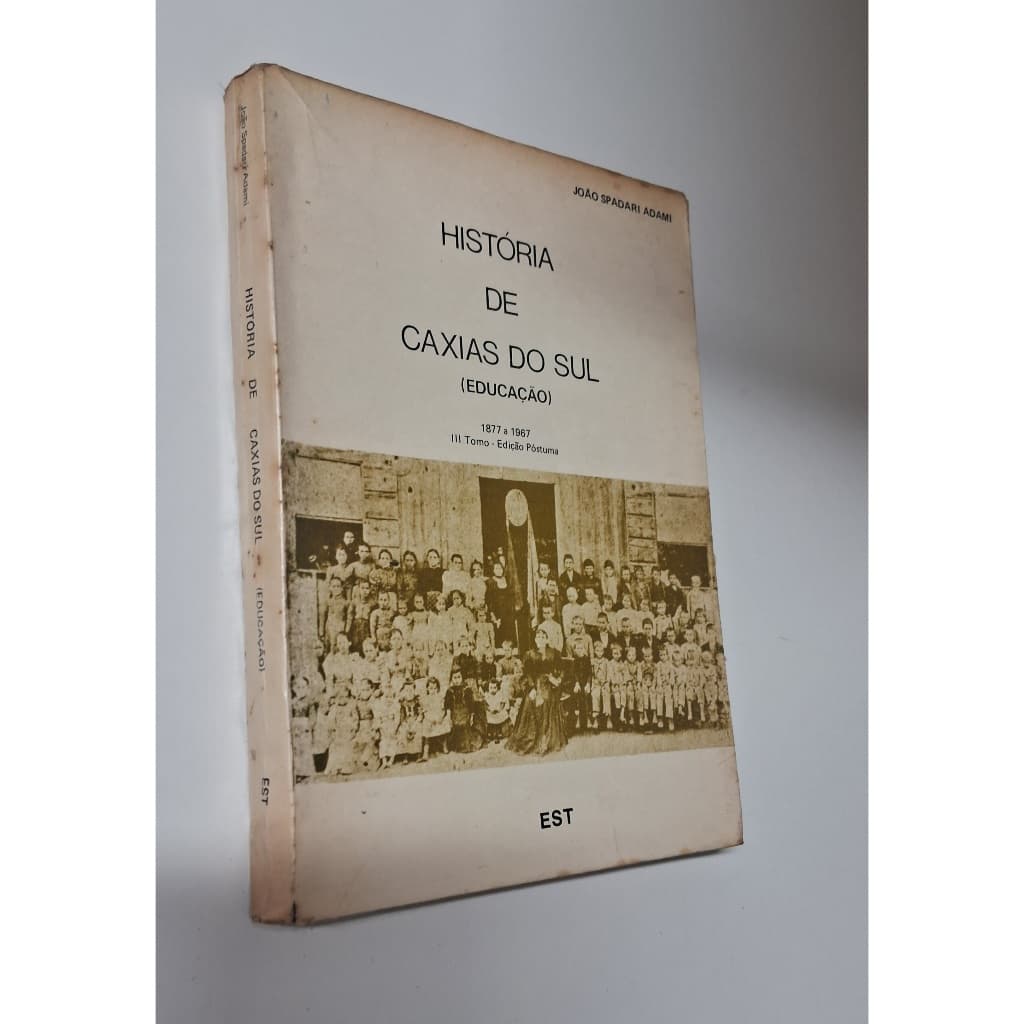 João Spadari Adami
HISTÓRIA DE CAXIAS DO SUL (EDUCAÇÃO)
EST
JOÃO SPADARI ADAMI
HISTÓRIA
DE
CAXIAS DO SUL
(EDUCAÇÃO)
1877 a 1967
III Tomo - Edição Póstuma
EST